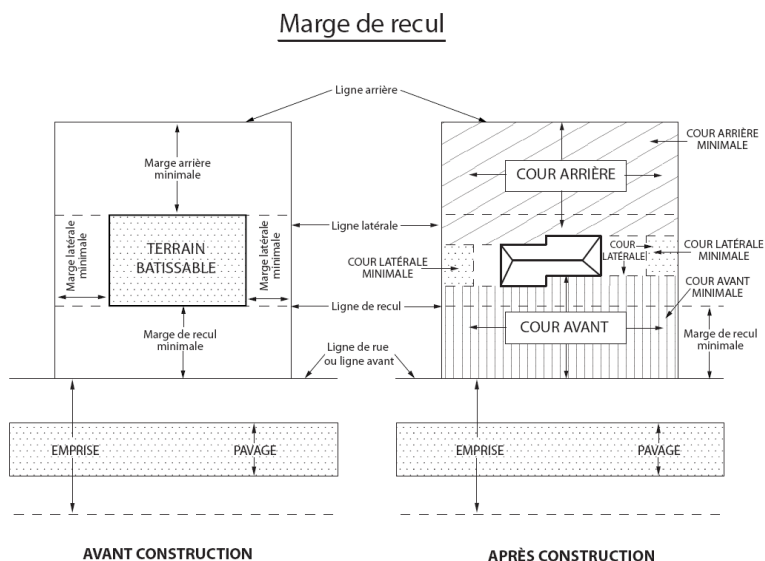 Marge de recul
Ligne arrière
Marge arrière
minimale
Marge latérale
minimale
TERRAIN
BATISSABLE
Marge latérale
minimale
Marge de recul
minimale
Ligne latérale
COUR LATÉRALE
MINIMALE
Ligne de recul
Ligne de rue
ou ligne avant
COUR ARRIÈRE
MINIMALE
COUR ARRIÈRE
COUR
LATÉRALE
COUR LATÉRALE
MINIMALE
COUR AVANT
MINIMALE
COUR AVANT
Marge de recul
minimale
EMPRISE
PAVAGE
EMPRISE
PAVAGE
AVANT CONSTRUCTION
APRÈS CONSTRUCTION